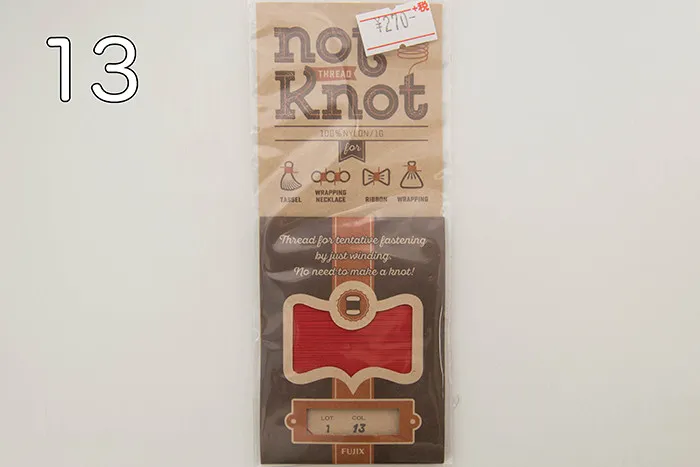 13
¥270-
+税
not
THREAD
Knot
100%NYLON/1G
for
TASSEL
WRAPPING
NECKLACE
RIBBON
WRAPPING
Thread for tentative fastening
by just winding.
No need to make a knot!
LOT COL
1 13
FUJIX